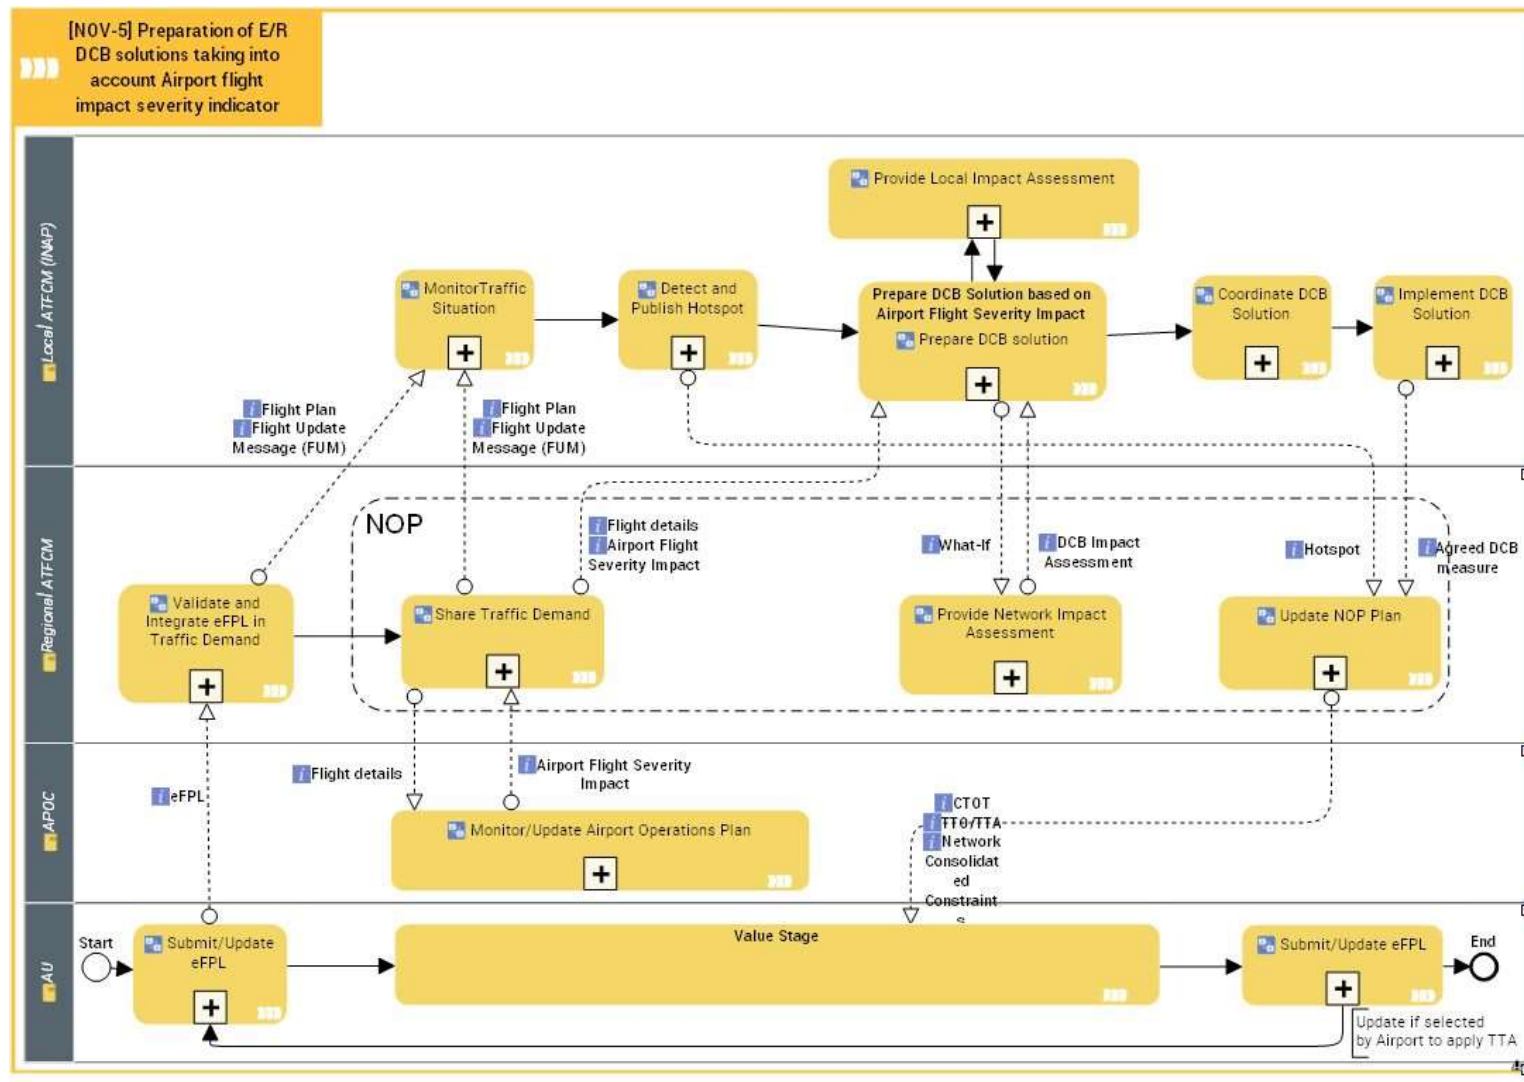 [NOV-5] Preparation of E/R
DCB solutions taking into
account Airport flight
impact severity indicator
Local ATFCM (INAP)
Provide Local Impact Assessment
MonitorTraffic
Situation
Detect and
Publish Hotspot
Prepare DCB Solution based on
Airport Flight Severity Impact
Prepare DCB solution
Coordinate DCB
Solution
Implement DCB
Solution
Flight Plan
Flight Update
Message (FUM)
Flight Plan
Flight Update
Message (FUM)
Regional ATFCM
NOP
Flight details
Airport Flight
Severity Impact
What-If
DCB Impact
Assessment
Hotspot
Agreed DCB
measure
Validate and
Integrate eFPL in
Traffic Demand
Share Traffic Demand
Provide Network Impact
Assessment
Update NOP Plan
APOC
eFPL
Flight details
Airport Flight Severity
Impact
Monitor/Update Airport Operations Plan
CTOT
TTO/TTA
Network
Consolidat
ed
Constraint
s
AU
Start
Submit/Update
eFPL
Value Stage
Submit/Update eFPL
End
Update if selected
by Airport to apply TTA